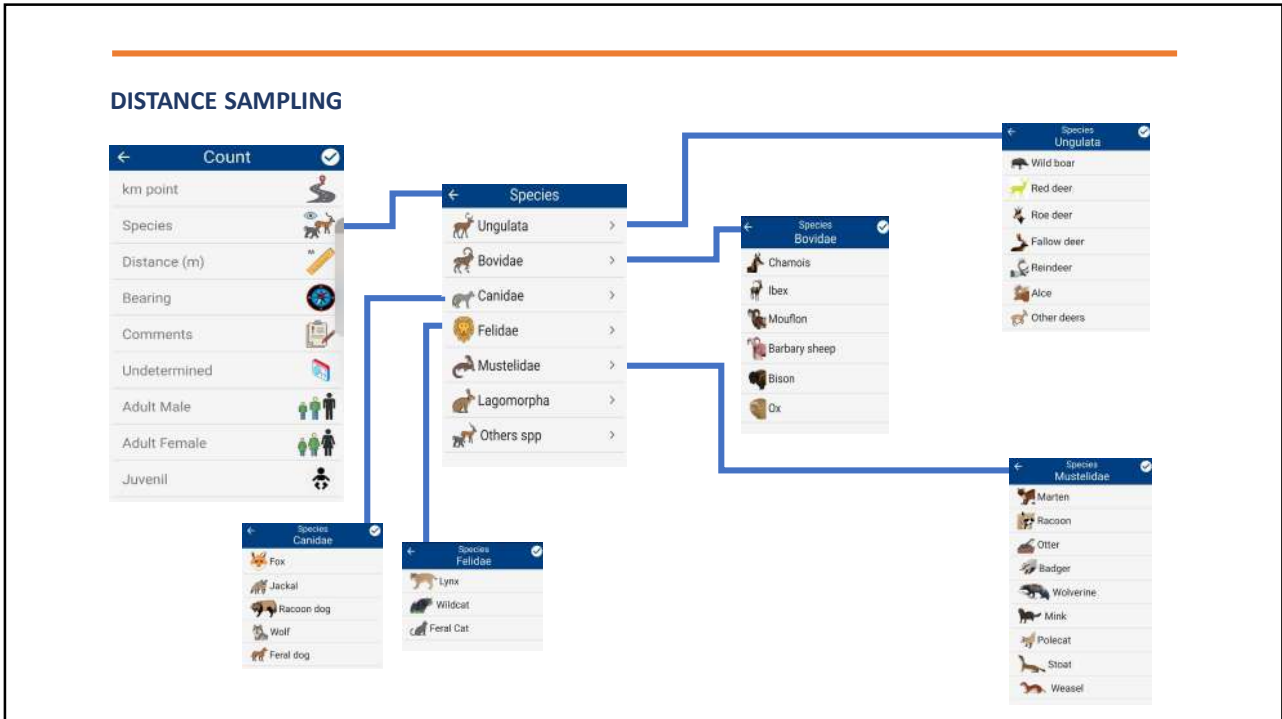 DISTANCE SAMPLING
Count
km point
Species
Distance (m)
Bearing
Comments
Undetermined
Adult Male
Adult Female
Juvenil
Species
Ungulata
Bovidae
Canidae
Felidae
Mustelidae
Lagomorpha
Others spp
Species
Ungulata
Wild boar
Red deer
Roe deer
Fallow deer
Reindeer
Alce
Other deers
Species
Bovidae
Chamois
Ibex
Mouflon
Barbary sheep
Bison
Ox
Species
Canidae
Fox
Jackal
Racoon dog
Wolf
Feral dog
Species
Felidae
Lynx
Wildcat
Feral Cat
Species
Mustelidae
Marten
Racoon
Otter
Badger
Wolverine
Mink
Polecat
Stoat
Weasel